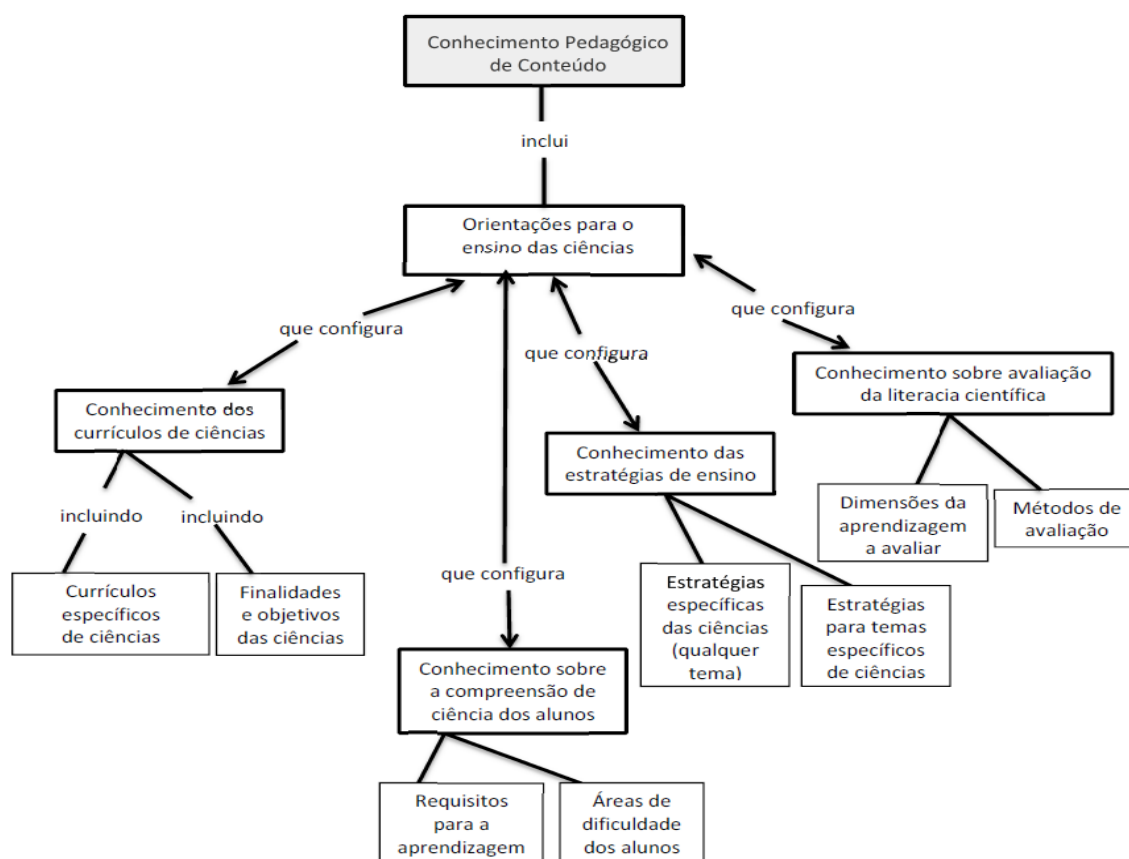 Conhecimento Pedagógico
de Conteúdo
inclui
Orientações para o
ensino das ciências
que configura
que configura
que configura
que configura
Conhecimento dos
currículos de ciências
incluindo
incluindo
Currículos
específicos
de ciências
Finalidades
e objetivos
das ciências
Conhecimento sobre
a compreensão de
ciência dos alunos
Requisitos
para a
aprendizagem
Áreas de
dificuldade
dos alunos
Conhecimento das
estratégias de ensino
Estratégias
específicas
das ciências
(qualquer
tema)
Estratégias
para temas
específicos
de ciências
Conhecimento sobre avaliação
da literacia científica
Dimensões da
aprendizagem
a avaliar
Métodos de
avaliação